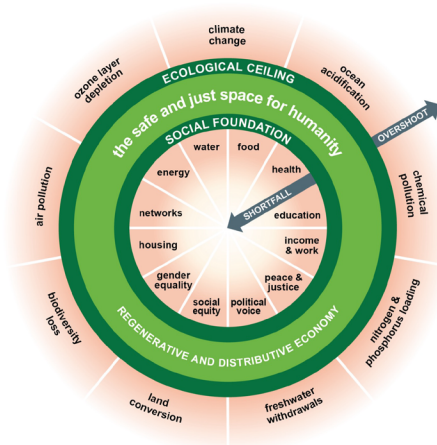 climate
change
ocean
acidification
chemical
pollution
nitrogen &
phosphorus loading
freshwater
withdrawals
land
conversion
biodiversity
loss
air pollution
ozone layer
depletion
OVERSHOOT
ECOLOGICAL CEILING
the safe and just space for humanity
SOCIAL FOUNDATION
water
food
health
education
income
& work
peace &
justice
political
voice
social
equity
gender
equality
housing
networks
energy
SHORTFALL
REGENERATIVE AND DISTRIBUTIVE ECONOMY